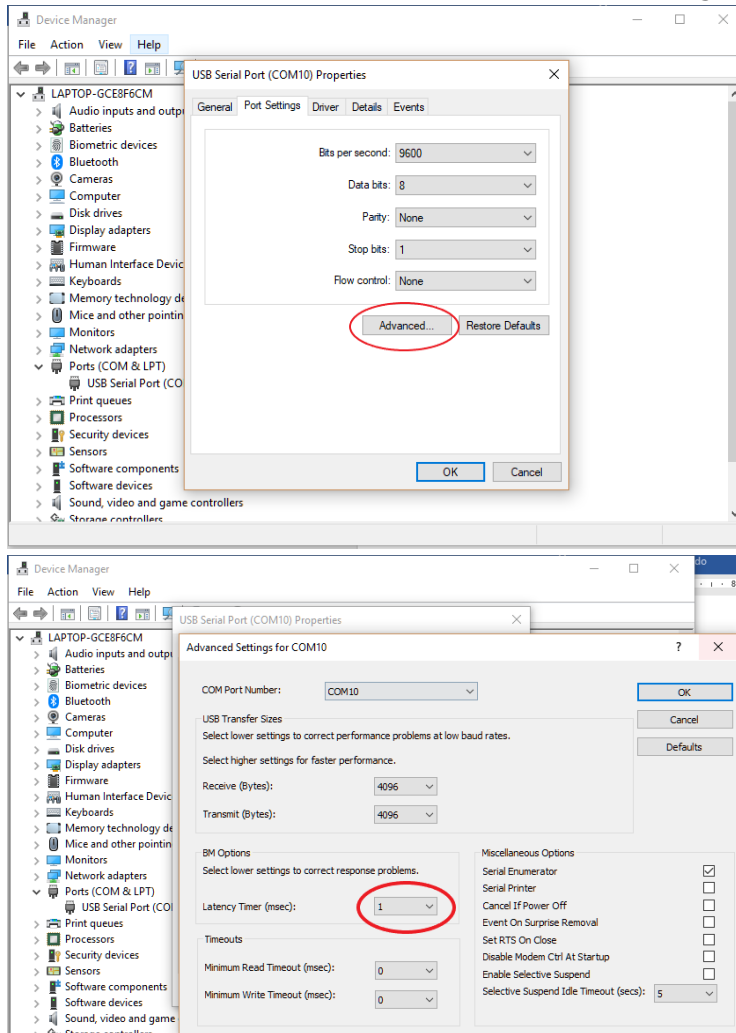 Device Manager
File Action View Help
USB Serial Port (COM10) Properties
LAPTOP-GCE8F6CM
Audio inputs and outpu
Batteries
Biometric devices
Bluetooth
Cameras
Computer
Disk drives
Display adapters
Firmware
Human Interface Devic
Keyboards
Memory technology de
Mice and other pointin
Monitors
Network adapters
Ports (COM & LPT)
USB Serial Port (CO
Print queues
Processors
Security devices
Sensors
Software components
Software devices
Sound, video and game controllers
Storage controllers
General Port Settings Driver Details Events
Bits per second: 9600
Data bits: 8
Parity: None
Stop bits: 1
Flow control: None
Advanced... Restore Defaults
OK Cancel
Device Manager
do
8
File Action View Help
USB Serial Port (COM10) Properties
LAPTOP-GCE8F6CM
Audio inputs and outpu
Batteries
Biometric devices
Bluetooth
Cameras
Computer
Disk drives
Display adapters
Firmware
Human Interface Devic
Keyboards
Memory technology de
Mice and other pointin
Monitors
Network adapters
Ports (COM & LPT)
USB Serial Port (CO
Print queues
Processors
Security devices
Sensors
Software components
Software devices
Sound, video and game
Advanced Settings for COM10 ?
COM Port Number: COM10
OK
Cancel
Defaults
USB Transfer Sizes
Select lower settings to correct performance problems at low baud rates.
Select higher settings for faster performance.
Receive (Bytes): 4096
Transmit (Bytes): 4096
BM Options
Select lower settings to correct response problems.
Latency Timer (msec): 1
Timeouts
Minimum Read Timeout (msec): 0
Minimum Write Timeout (msec): 0
Miscellaneous Options
Serial Enumerator
Serial Printer
Cancel If Power Off
Event On Surprise Removal
Set RTS On Close
Disable Modem Ctrl At Startup
Enable Selective Suspend
Selective Suspend Idle Timeout (secs): 5